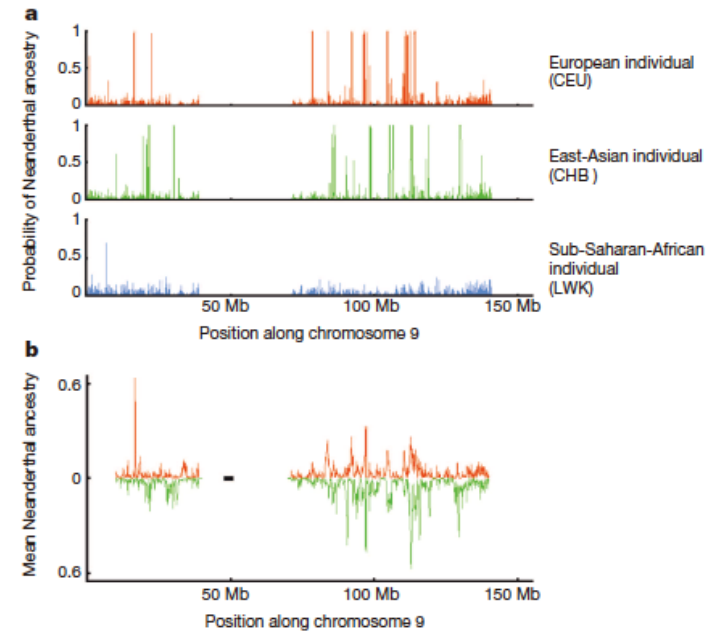 a
Probability of Neanderthal ancestry
1
0.5
0
European individual
(CEU)
1
0.5
0
East-Asian individual
(CHB )
1
0.5
0
Sub-Saharan-African
individual
(LWK)
50 Mb 100 Mb 150 Mb
Position along chromosome 9
b
Mean Neanderthal ancestry
0.6
0
0.6
50 Mb 100 Mb 150 Mb
Position along chromosome 9